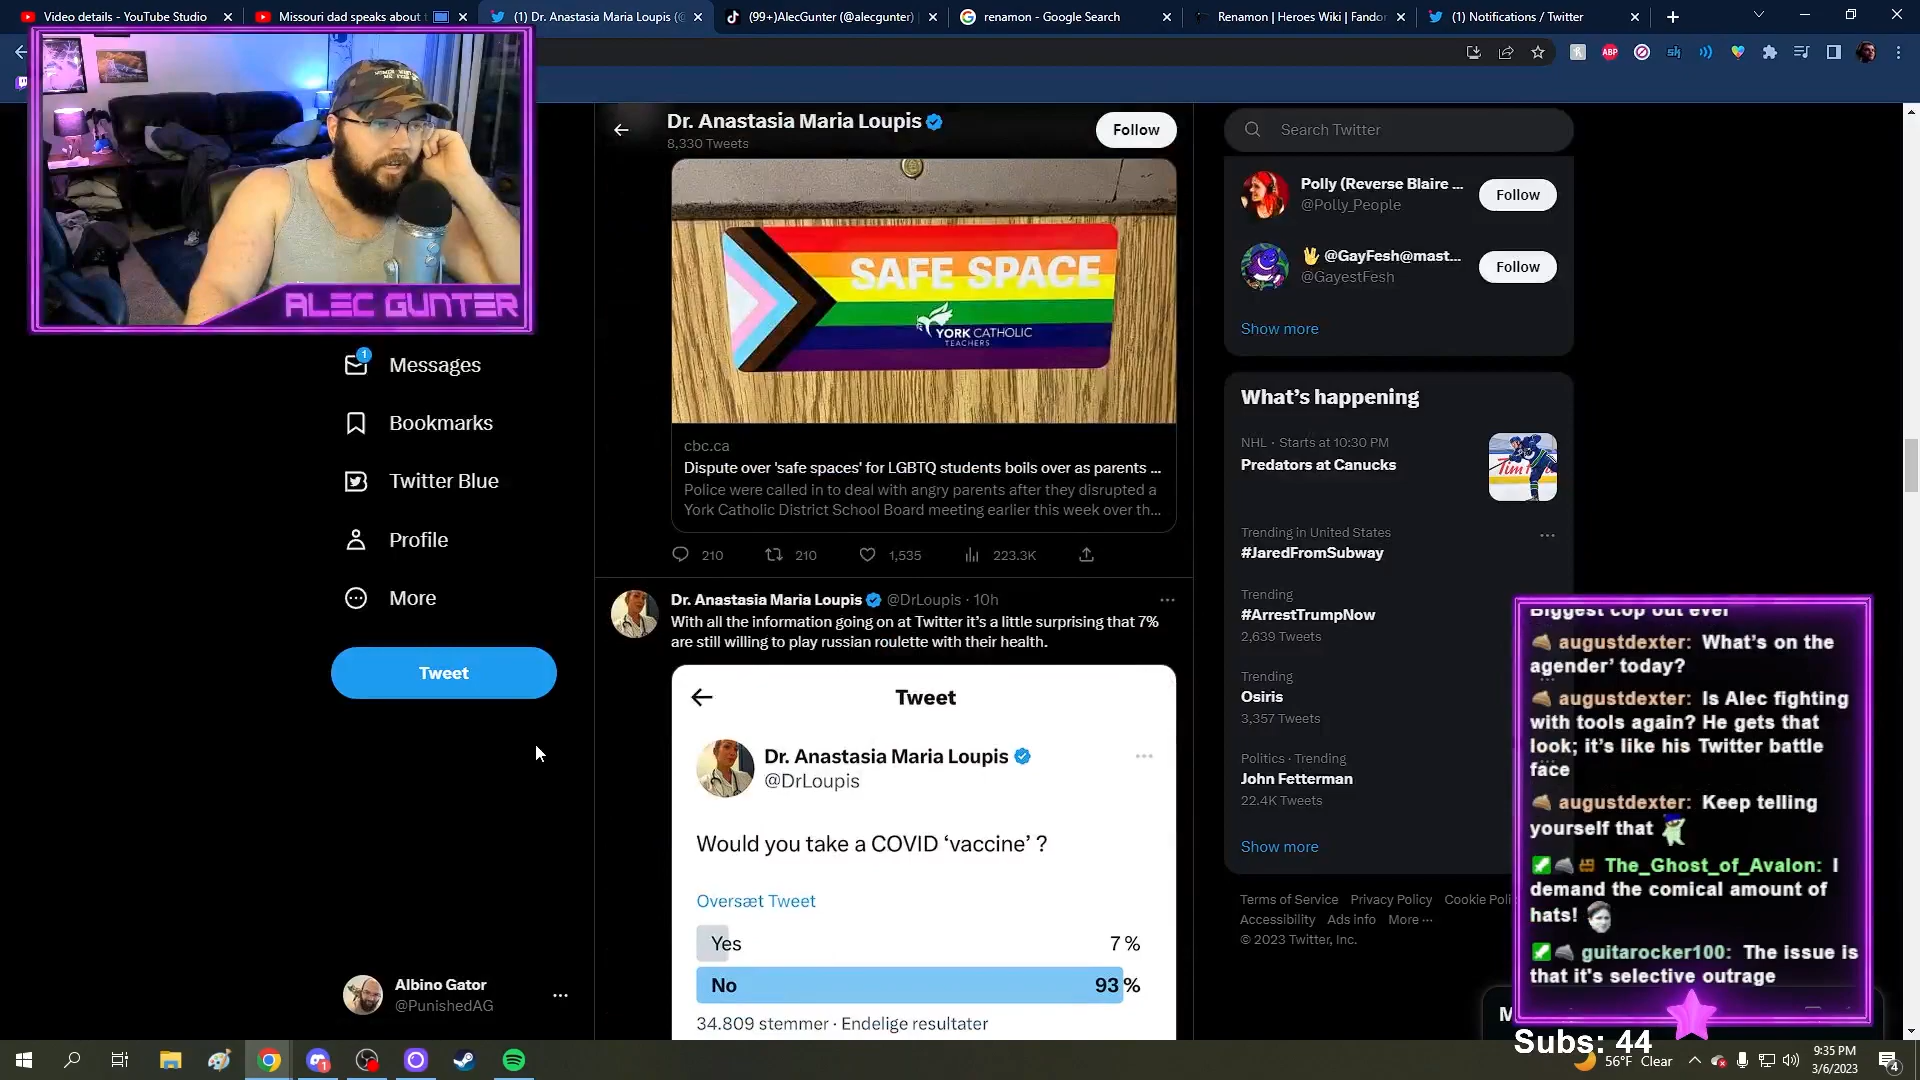 Video details - YouTube Studio
Missouri dad speaks about
(1) Dr. Anastasia Maria Loupis (@
(99+)AlecGunter (@alecgunter)
renamon - Google Search
Renamon | Heroes Wiki | Fandom
(1) Notifications / Twitter
ABP
ALEC GUNTER
Dr. Anastasia Maria Loupis
8,330 Tweets
Follow
SAFE SPACE
YORK CATHOLIC
TEACHERS
cbc.ca
Dispute over 'safe spaces' for LGBTQ students boils over as parents ...
Police were called in to deal with angry parents after they disrupted a
York Catholic District School Board meeting earlier this week over th...
210
210
1,535
223.3K
Dr. Anastasia Maria Loupis @DrLoupis · 10h
With all the information going on at Twitter it's a little surprising that 7%
are still willing to play russian roulette with their health.
Tweet
Dr. Anastasia Maria Loupis
@DrLoupis
Would you take a COVID 'vaccine' ?
Oversæt Tweet
Yes 7 %
No 93 %
34.809 stemmer · Endelige resultater
1
Messages
Bookmarks
Twitter Blue
Profile
More
Tweet
Albino Gator
@PunishedAG
Search Twitter
Polly (Reverse Blaire ...
@Polly_People
Follow
@GayFesh@mast...
@GayestFesh
Follow
Show more
What's happening
NHL · Starts at 10:30 PM
Predators at Canucks
Trending in United States
#JaredFromSubway
Trending
#ArrestTrumpNow
2,639 Tweets
Trending
Osiris
3,357 Tweets
Politics · Trending
John Fetterman
22.4K Tweets
Show more
Terms of Service Privacy Policy Cookie Poli
Accessibility Ads info More ...
© 2023 Twitter, Inc.
Biggest cop out ever
augustdexter: What's on the
agender' today?
augustdexter: Is Alec fighting
with tools again? He gets that
look; it's like his Twitter battle
face
augustdexter: Keep telling
yourself that
The_Ghost_of_Avalon: I
demand the comical amount of
hats!
guitarocker100: The issue is
that it's selective outrage
Subs: 44
56°F Clear
9:35 PM
3/6/2023
4